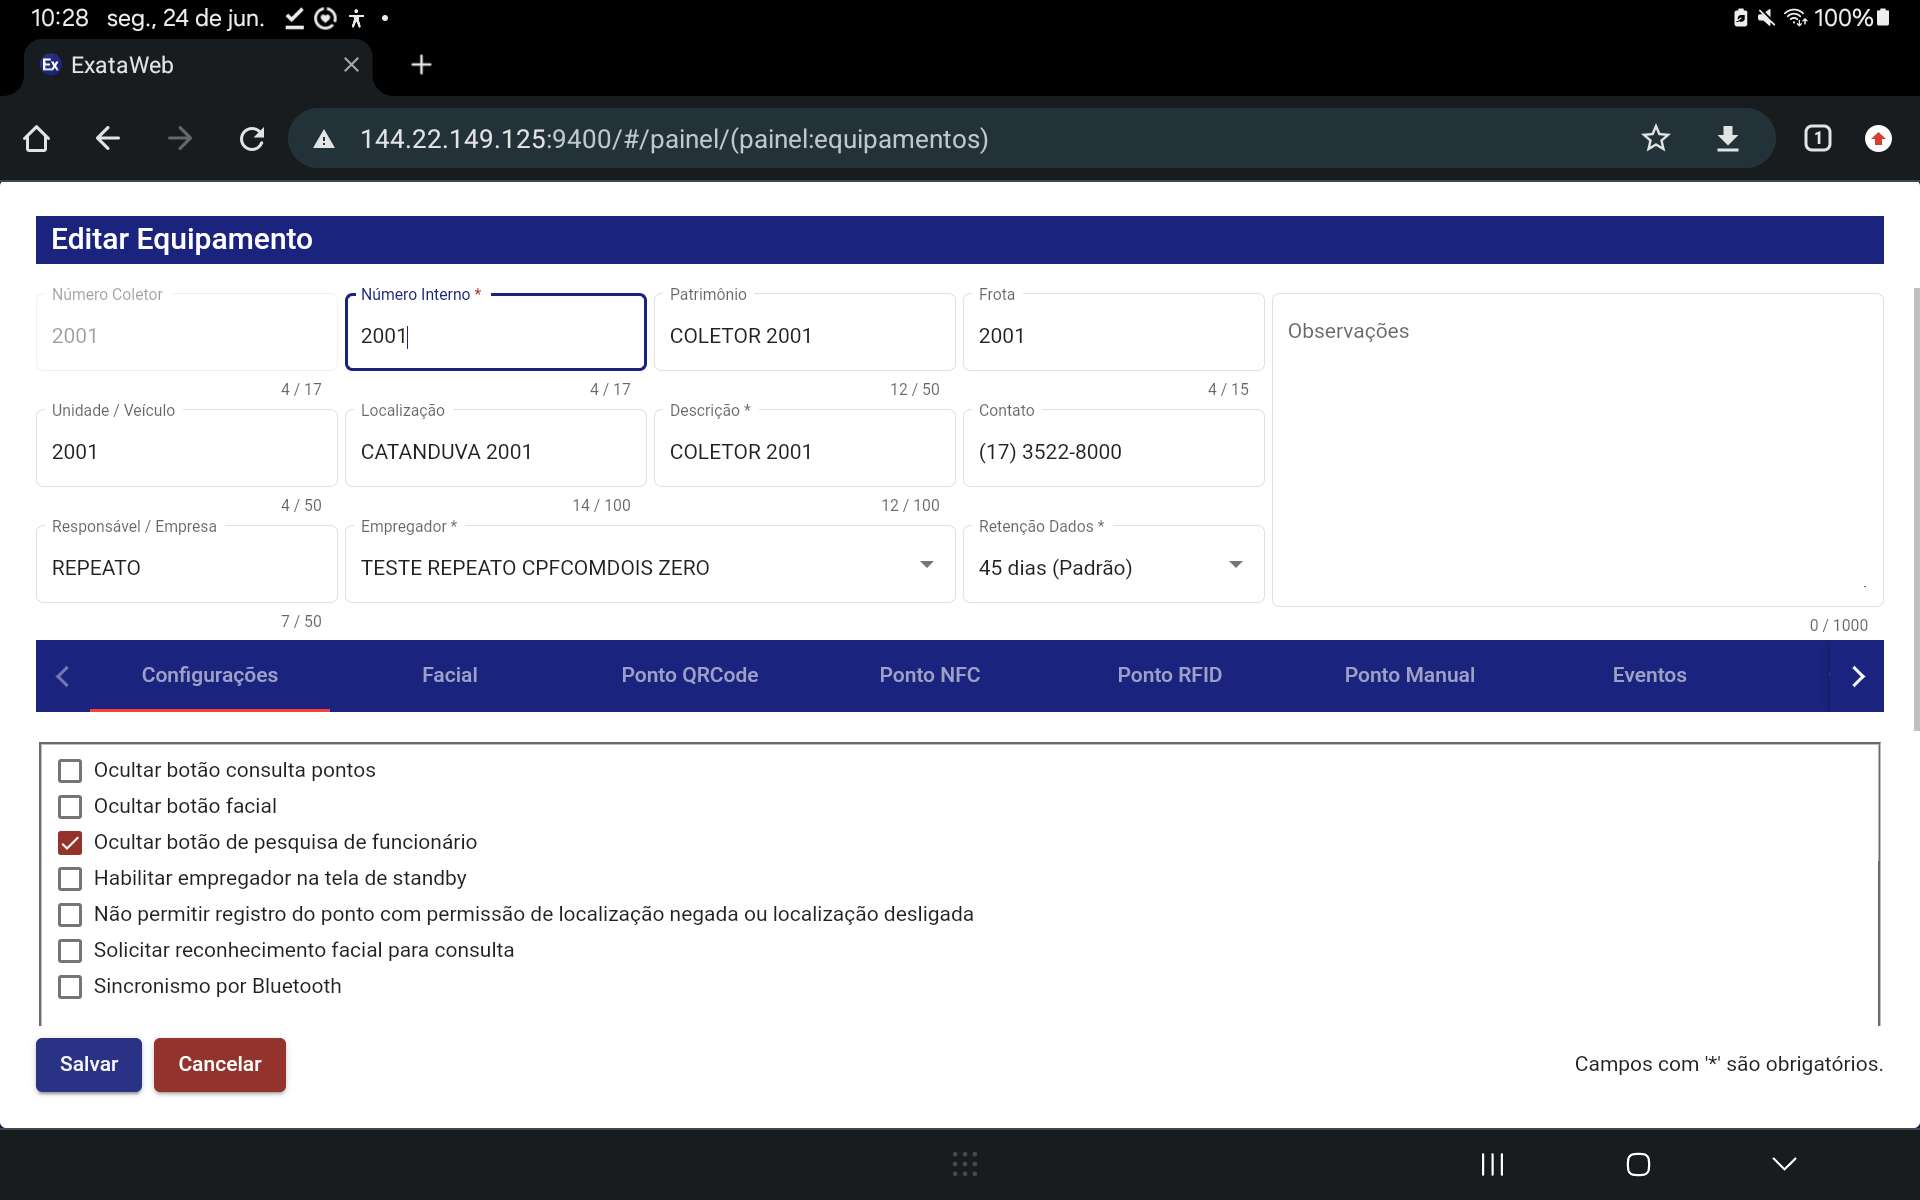 10:28 seg., 24 de jun. 100%
Ex ExataWeb
144.22.149.125:9400/#/painel/(painel:equipamentos) 1
Editar Equipamento
Número Coletor
2001
4 / 17
Número Interno *
2001
4 / 17
Patrimônio
COLETOR 2001
12 / 50
Frota
2001
4 / 15
Observações
0 / 1000
Unidade / Veículo
2001
4 / 50
Localização
CATANDUVA 2001
14 / 100
Descrição *
COLETOR 2001
12 / 100
Contato
(17) 3522-8000
Responsável / Empresa
REPEATO
7 / 50
Empregador *
TESTE REPEATO CPFCOMDOIS ZERO
Retenção Dados *
45 dias (Padrão)
Configurações Facial Ponto QRCode Ponto NFC Ponto RFID Ponto Manual Eventos
Ocultar botão consulta pontos
Ocultar botão facial
Ocultar botão de pesquisa de funcionário
Habilitar empregador na tela de standby
Não permitir registro do ponto com permissão de localização negada ou localização desligada
Solicitar reconhecimento facial para consulta
Sincronismo por Bluetooth
Salvar Cancelar Campos com '*' são obrigatórios.